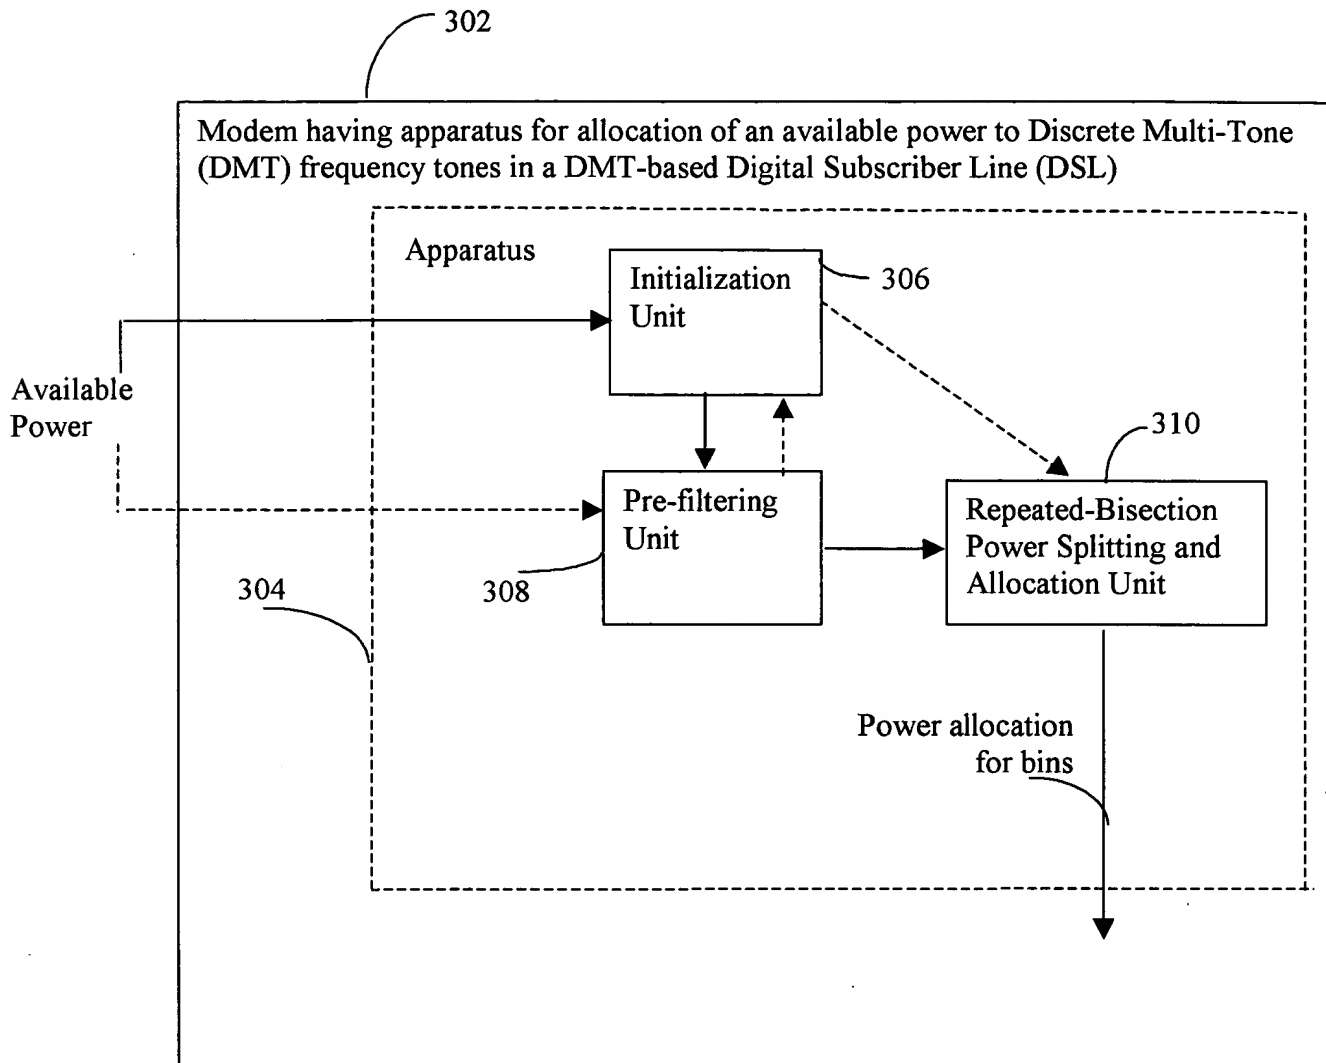 302
Modem having apparatus for allocation of an available power to Discrete Multi-Tone
(DMT) frequency tones in a DMT-based Digital Subscriber Line (DSL)
Apparatus
Initialization
Unit
306
Available
Power
310
Pre-filtering
Unit
Repeated-Bisection
Power Splitting and
Allocation Unit
304
308
Power allocation
for bins